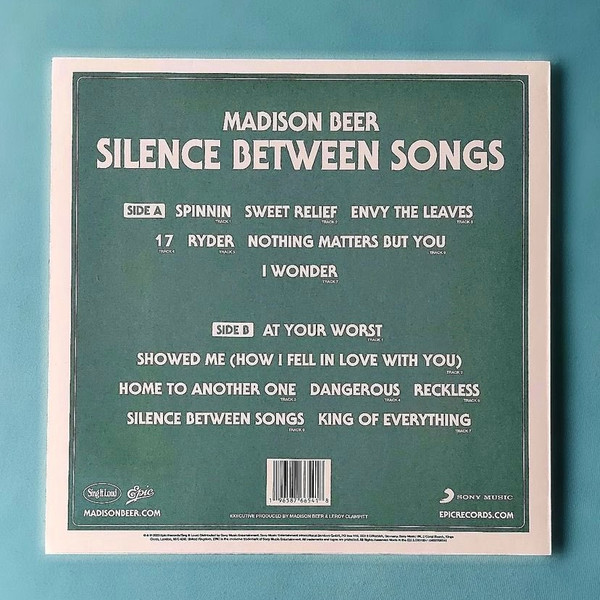 MADISON BEER
SILENCE BETWEEN SONGS
SIDE A SPINNIN SWEET RELIEF ENVY THE LEAVES
17 RYDER NOTHING MATTERS BUT YOU
I WONDER
SIDE B AT YOUR WORST
SHOWED ME (HOW I FELL IN LOVE WITH YOU)
HOME TO ANOTHER ONE DANGEROUS RECKLESS
SILENCE BETWEEN SONGS KING OF EVERYTHING
Sing It Loud Epic SONY MUSIC
MADISONBEER.COM EPICRECORDS.COM
EXECUTIVE PRODUCED BY MADISON BEER & LEROY CLAMPITT